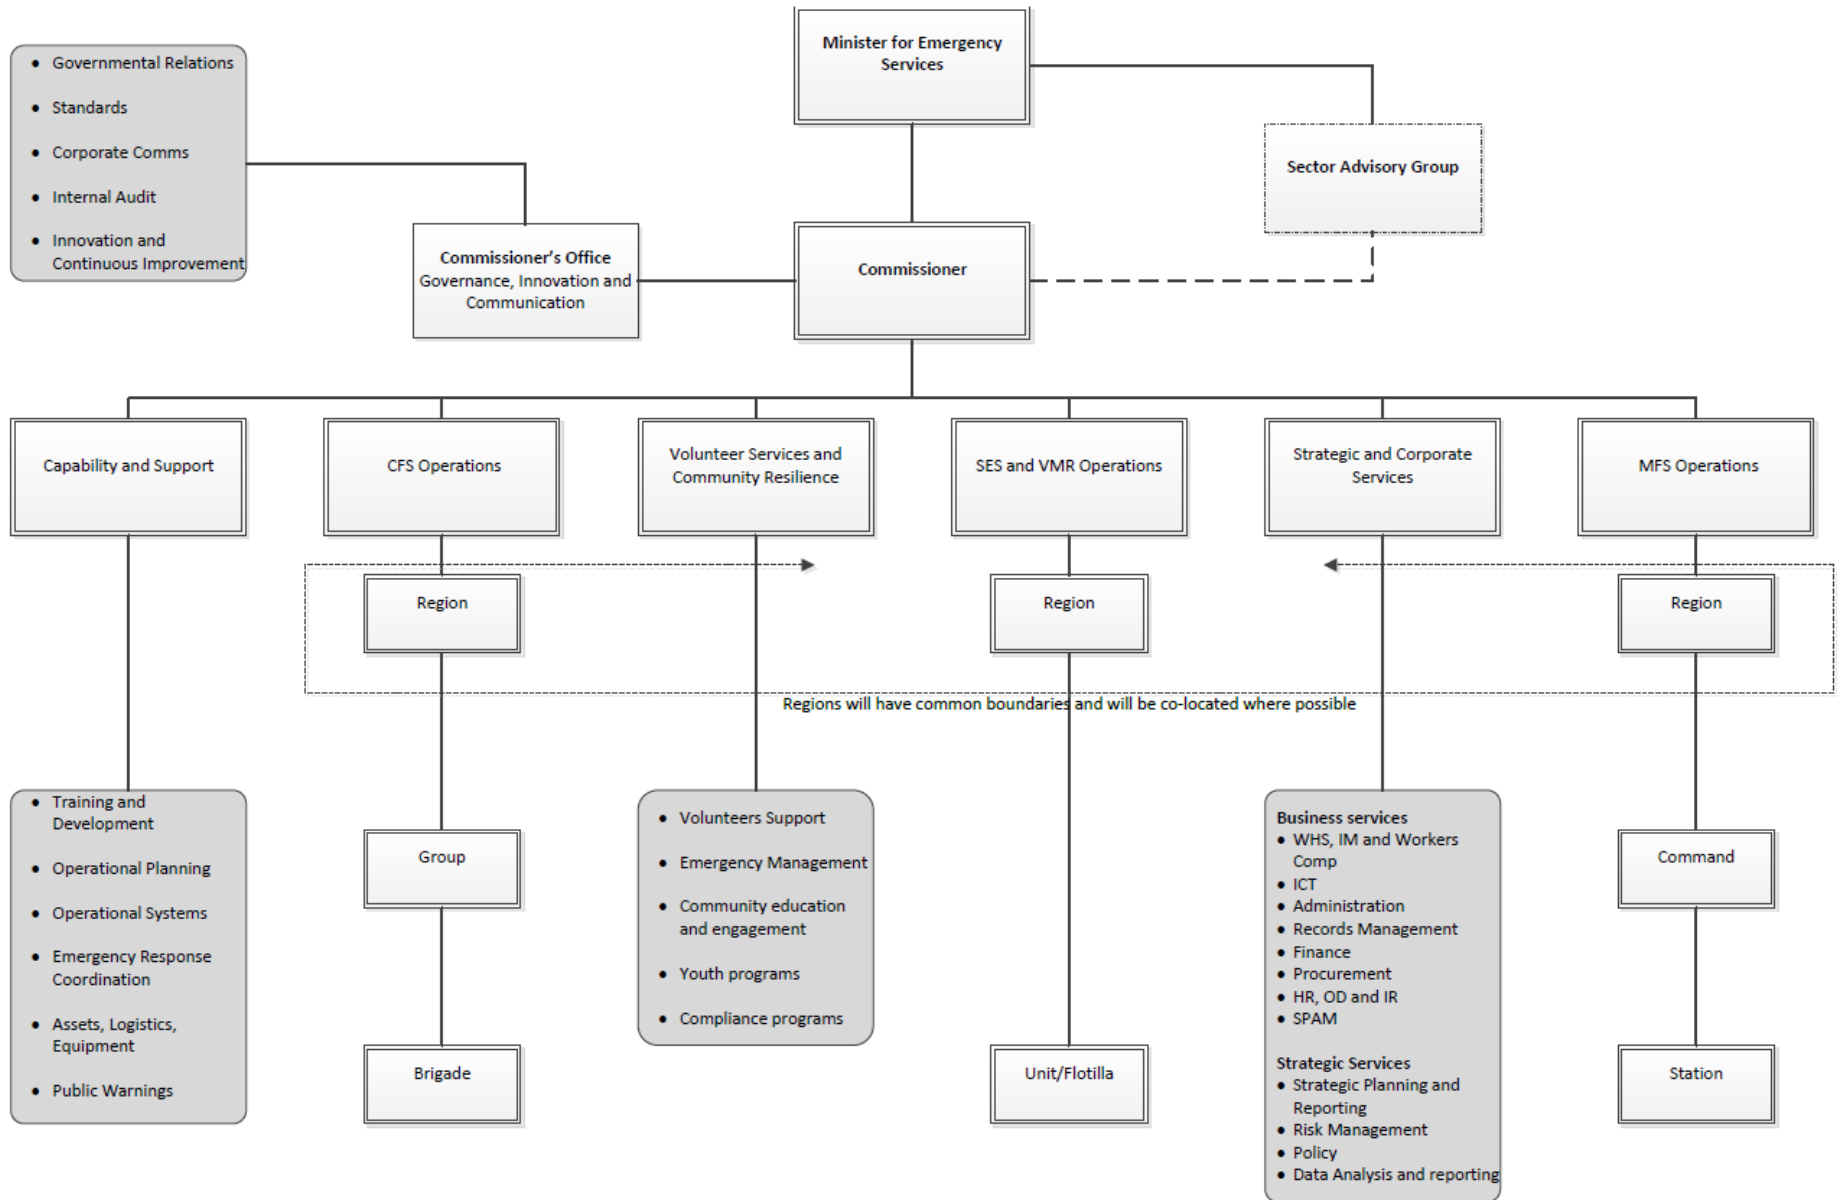 Minister for Emergency
Services
• Governmental Relations
• Standards
• Corporate Comms
• Internal Audit
• Innovation and
Continuous Improvement
Sector Advisory Group
Commissioner’s Office
Governance, Innovation and
Communication
Commissioner
Capability and Support
CFS Operations
Volunteer Services and
Community Resilience
SES and VMR Operations
Strategic and Corporate
Services
MFS Operations
Region
Region
Region
Regions will have common boundaries and will be co-located where possible
• Training and
Development
• Operational Planning
• Operational Systems
• Emergency Response
Coordination
• Assets, Logistics,
Equipment
• Public Warnings
Group
Brigade
• Volunteers Support
• Emergency Management
• Community education
and engagement
• Youth programs
• Compliance programs
Unit/Flotilla
Business services
• WHS, IM and Workers
Comp
• ICT
• Administration
• Records Management
• Finance
• Procurement
• HR, OD and IR
• SPAM
Strategic Services
• Strategic Planning and
Reporting
• Risk Management
• Policy
• Data Analysis and reporting
Command
Station